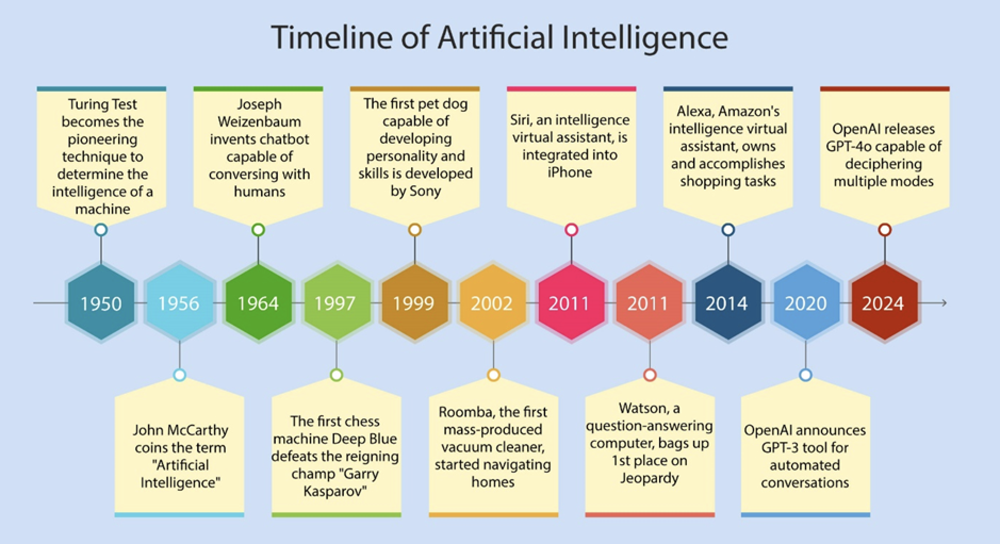 Timeline of Artificial Intelligence
Turing Test
becomes the
pioneering
technique to
determine the
intelligence of a
machine
Joseph
Weizenbaum
invents chatbot
capable of
conversing with
humans
The first pet dog
capable of
developing
personality and
skills is developed
by Sony
Siri, an intelligence
virtual assistant, is
integrated into
iPhone
Alexa, Amazon's
intelligence virtual
assistant, owns
and accomplishes
shopping tasks
OpenAI releases
GPT-4o capable of
deciphering
multiple modes
1950
1956
1964
1997
1999
2002
2011
2011
2014
2020
2024
John McCarthy
coins the term
"Artificial
Intelligence"
The first chess
machine Deep Blue
defeats the reigning
champ "Garry
Kasparov"
Roomba, the first
mass-produced
vacuum cleaner,
started navigating
homes
Watson, a
question-answering
computer, bags up
1st place on
Jeopardy
OpenAI announces
GPT-3 tool for
automated
conversations